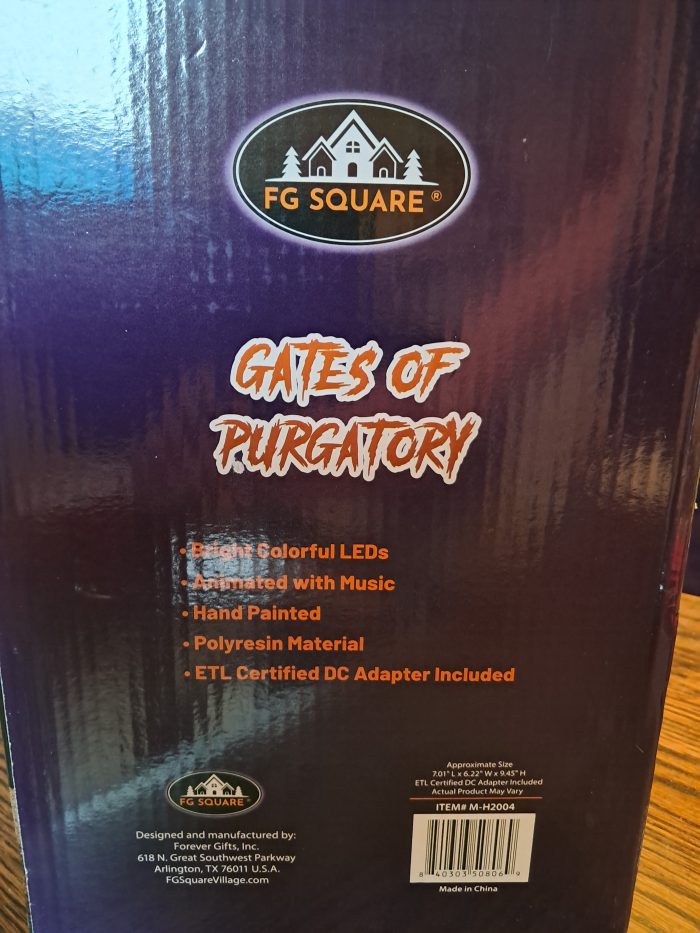 FG SQUARE ®
GATES OF
PURGATORY
• Bright Colorful LEDs
• Animated with Music
• Hand Painted
• Polyresin Material
• ETL Certified DC Adapter Included
FG SQUARE
Designed and manufactured by:
Forever Gifts, Inc.
618 N. Great Southwest Parkway
Arlington, TX 76011 U.S.A.
FGSquareVillage.com
Approximate Size
7.01" L x 6.22" W x 9.45" H
ETL Certified DC Adapter Included
Actual Product May Vary
ITEM# M-H2004
8 40303 50806 9
Made in China